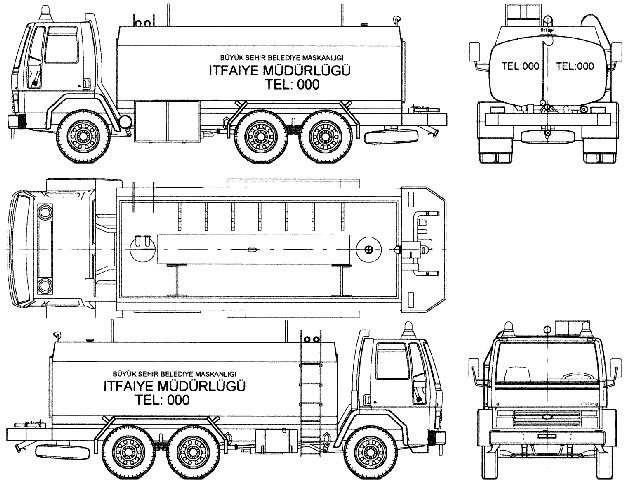 BÜYÜK SEHIR BELEDIYE MASKANLIGI
ITFAIYE MÜDÜRLÜGÜ
TEL: 000
TEL:000
TEL:000
BÜYÜK SEHIR BELEDIYE MASKANLIGI
ITFAIYE MÜDÜRLÜGÜ
TEL: 000